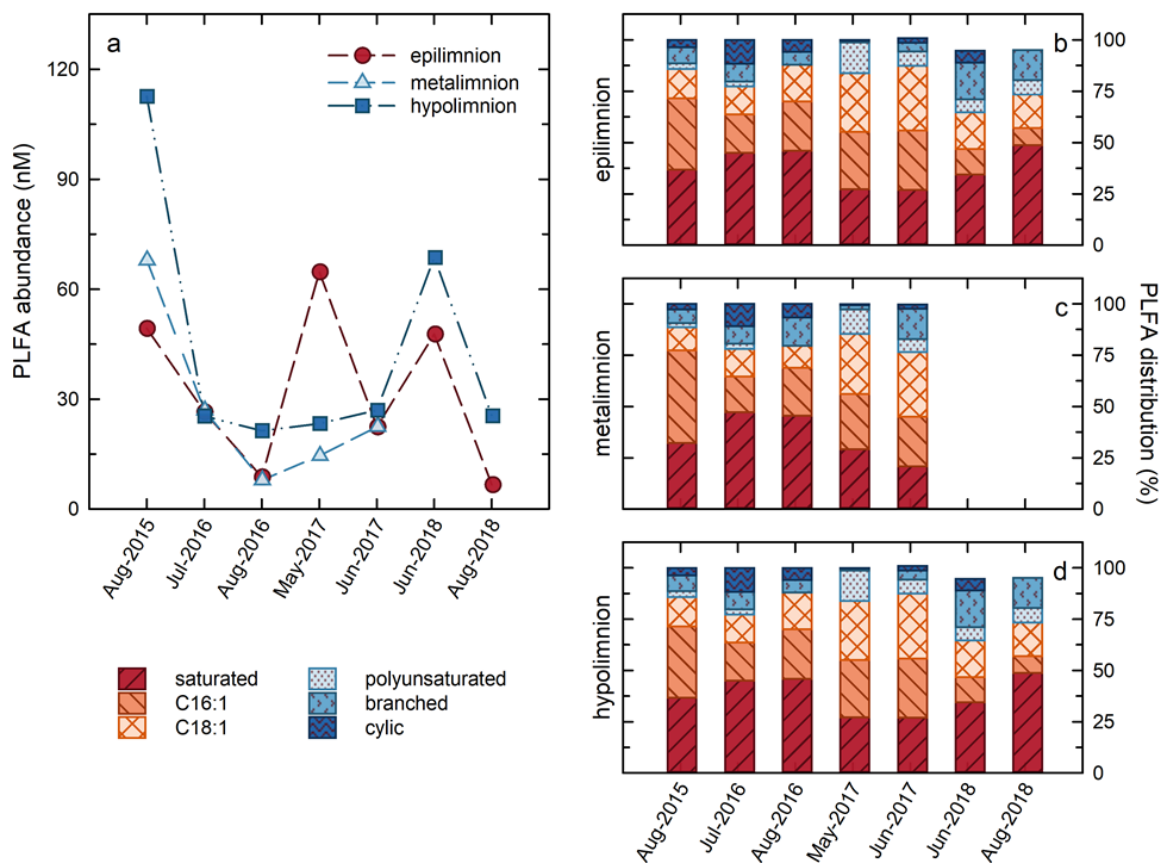 a
epilimnion
metalimnion
hypolimnion
PLFA abundance (nM)
120
90
60
30
0
Aug-2015
Jul-2016
Aug-2016
May-2017
Jun-2017
Jun-2018
Aug-2018
saturated
C16:1
C18:1
polyunsaturated
branched
cylic
b
epilimnion
100
75
50
25
0
c
metalimnion
100
75
50
25
0
PLFA distribution (%)
d
hypolimnion
100
75
50
25
0
Aug-2015
Jul-2016
Aug-2016
May-2017
Jun-2017
Jun-2018
Aug-2018